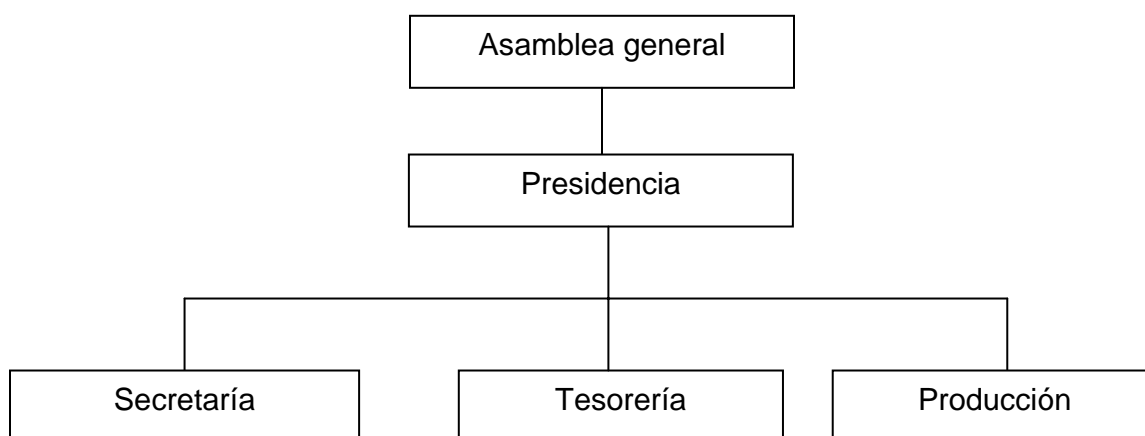 Asamblea general
Presidencia
Secretaría
Tesorería
Producción